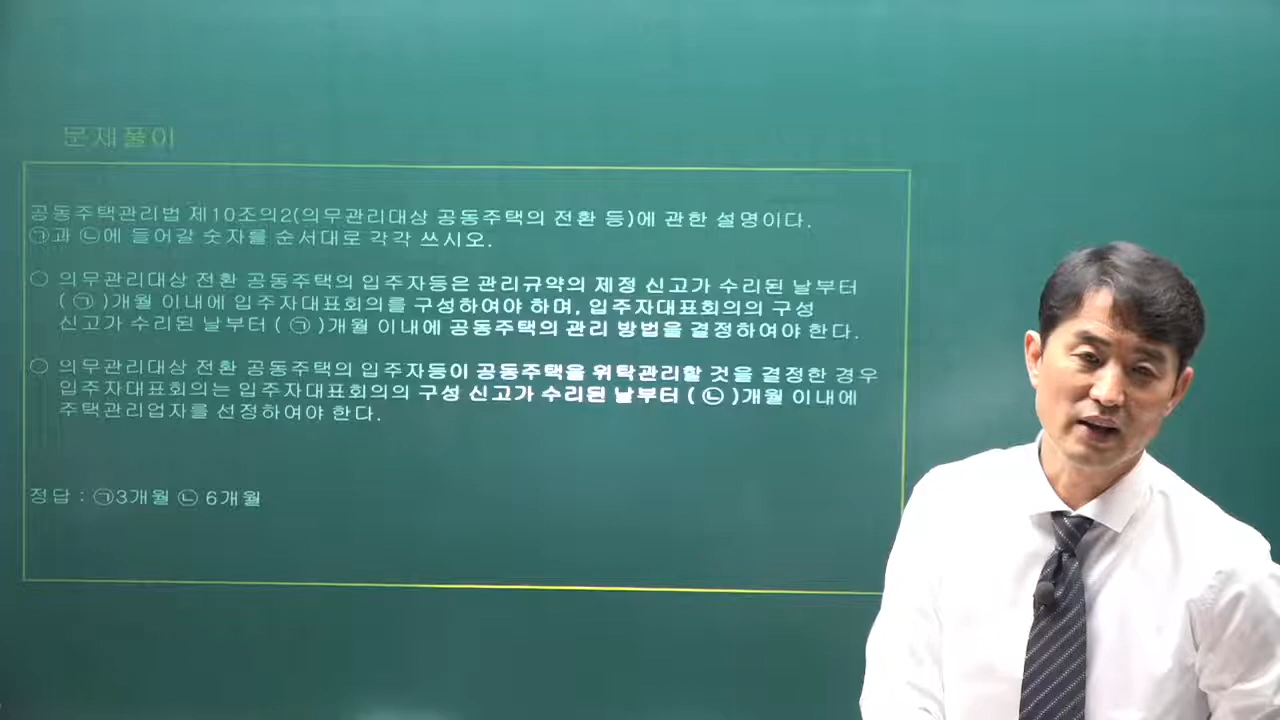 문제풀이
공동주택관리법 제10조의2(의무관리대상 공동주택의 전환 등)에 관한 설명이다.
㉠과 ㉡에 들어갈 숫자를 순서대로 각각 쓰시오.
○ 의무관리대상 전환 공동주택의 입주자등은 관리규약의 제정 신고가 수리된 날부터
( ㉠ )개월 이내에 입주자대표회의를 구성하여야 하며, 입주자대표회의의 구성
신고가 수리된 날부터 ( ㉠ )개월 이내에 공동주택의 관리 방법을 결정하여야 한다.
○ 의무관리대상 전환 공동주택의 입주자등이 공동주택을 위탁관리할 것을 결정한 경우
입주자대표회의는 입주자대표회의의 구성 신고가 수리된 날부터 ( ㉡ )개월 이내에
주택관리업자를 선정하여야 한다.
정답 : ㉠3개월 ㉡ 6개월